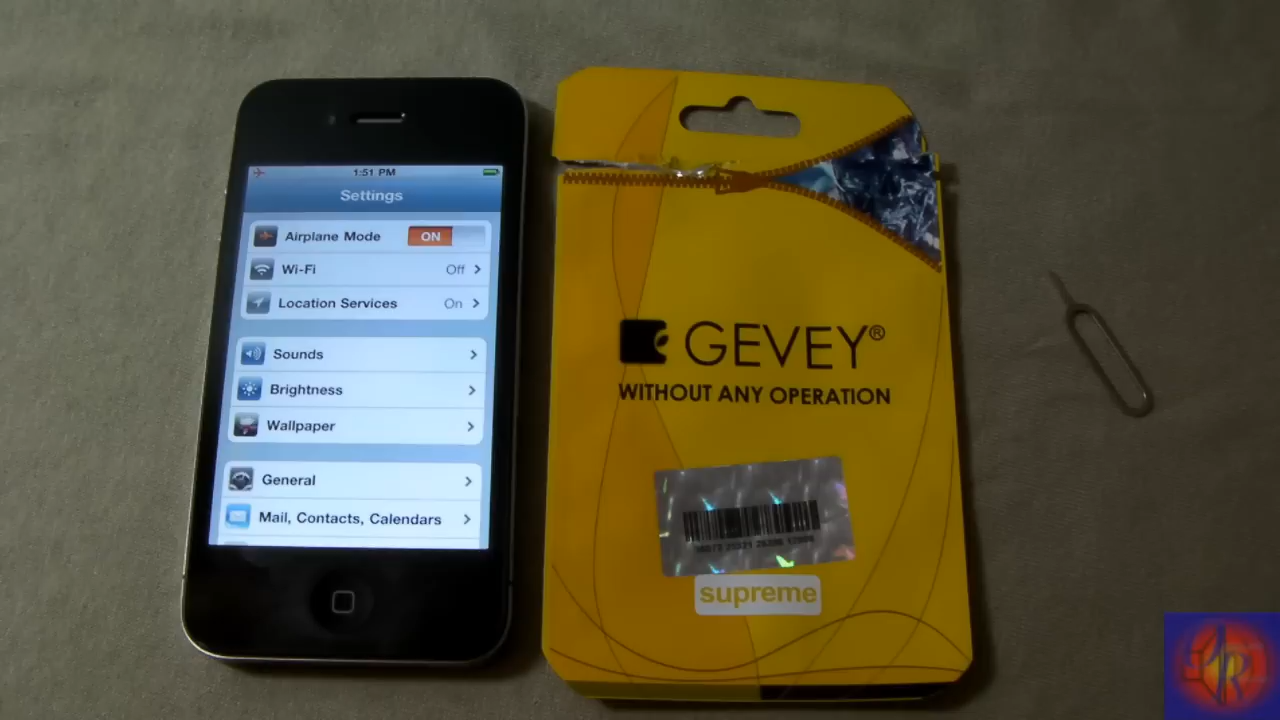 1:51 PM
Settings
Airplane Mode ON
Wi-Fi Off
Location Services On
Sounds
Brightness
Wallpaper
General
Mail, Contacts, Calendars
GEVEY®
WITHOUT ANY OPERATION
supreme